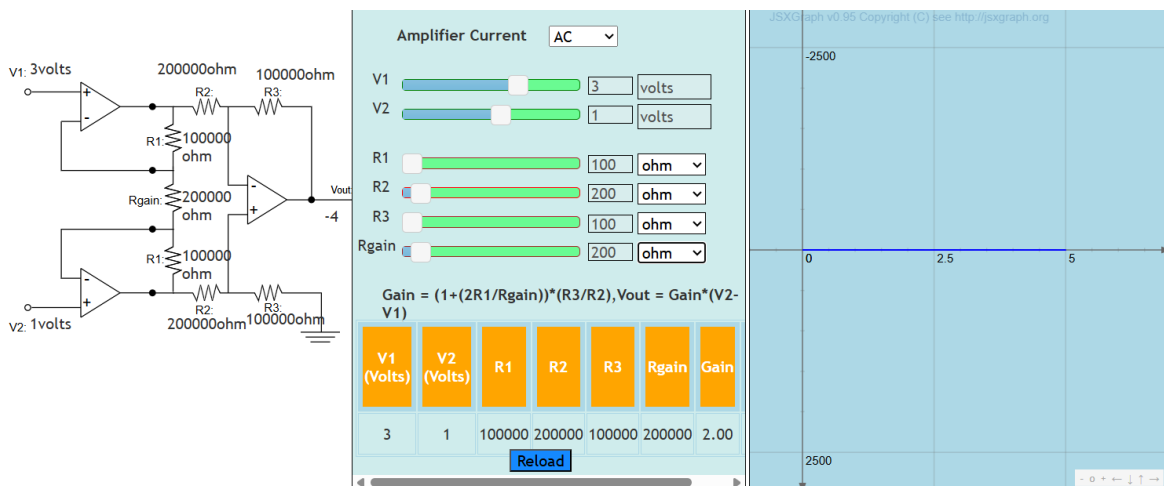 V1: 3volts
200000ohm
R2:
100000ohm
R3:
+
-
R1: 100000
ohm
Rgain: 200000
ohm
Vout:
-4
-
+
R1: 100000
ohm
-
+
V2: 1volts
R2:
200000ohm
R3:
100000ohm
Amplifier Current AC
V1 3 volts
V2 1 volts
R1 100 ohm
R2 200 ohm
R3 100 ohm
Rgain 200 ohm
Gain = (1+(2R1/Rgain))*(R3/R2),Vout = Gain*(V2-
V1)
V1 (Volts) V2 (Volts) R1 R2 R3 Rgain Gain
3 1 100000 200000 100000 200000 2.00
Reload
JSXGraph v0.95 Copyright (C) see http://jsxgraph.org
-2500
0 2.5 5
2500
- o + ← ↓ ↑ →